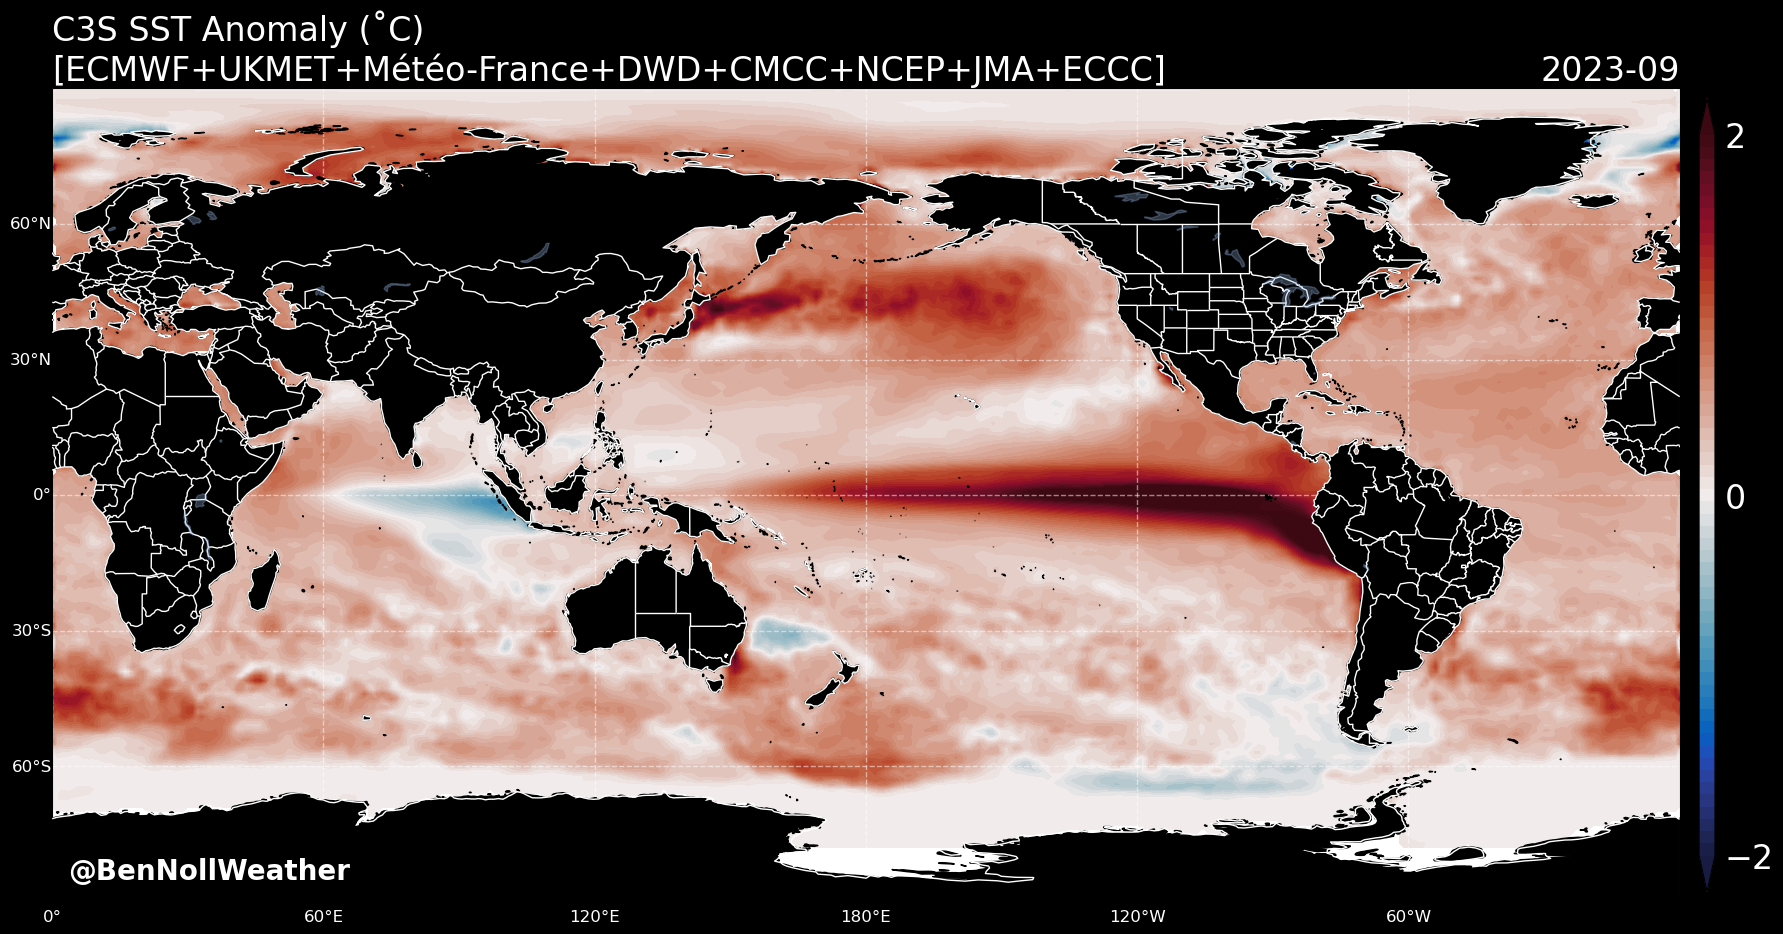 C3S SST Anomaly (˚C)
[ECMWF+UKMET+Météo-France+DWD+CMCC+NCEP+JMA+ECCC] 2023-09
2
60°N
30°N
0° 0
30°S
60°S
−2
@BenNollWeather
0° 60°E 120°E 180°E 120°W 60°W